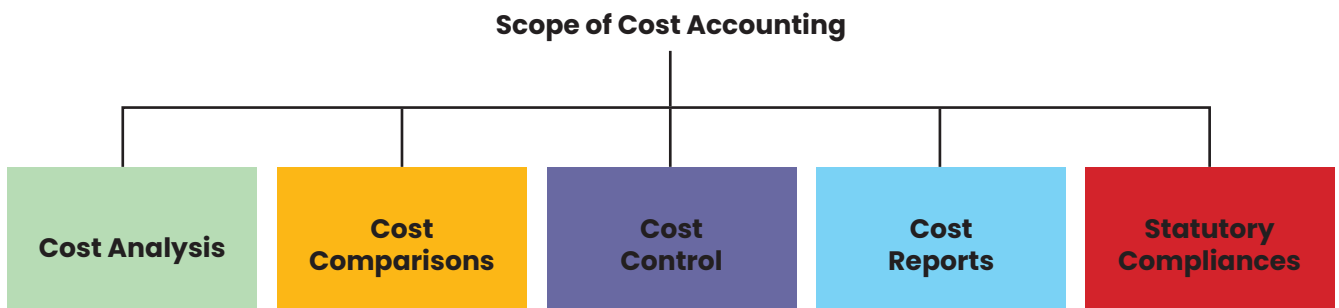 Scope of Cost Accounting
Cost Analysis
Cost
Comparisons
Cost
Control
Cost
Reports
Statutory
Compliances